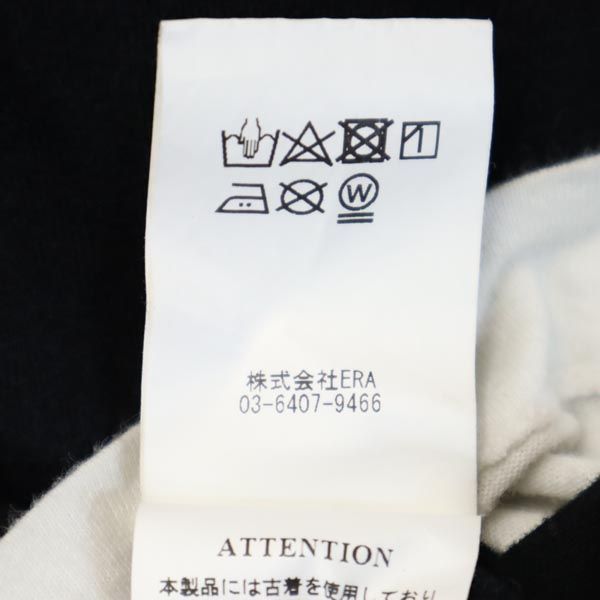 W
株式会社ERA
03-6407-9466
ATTENTION
本製品には古着を使用しており